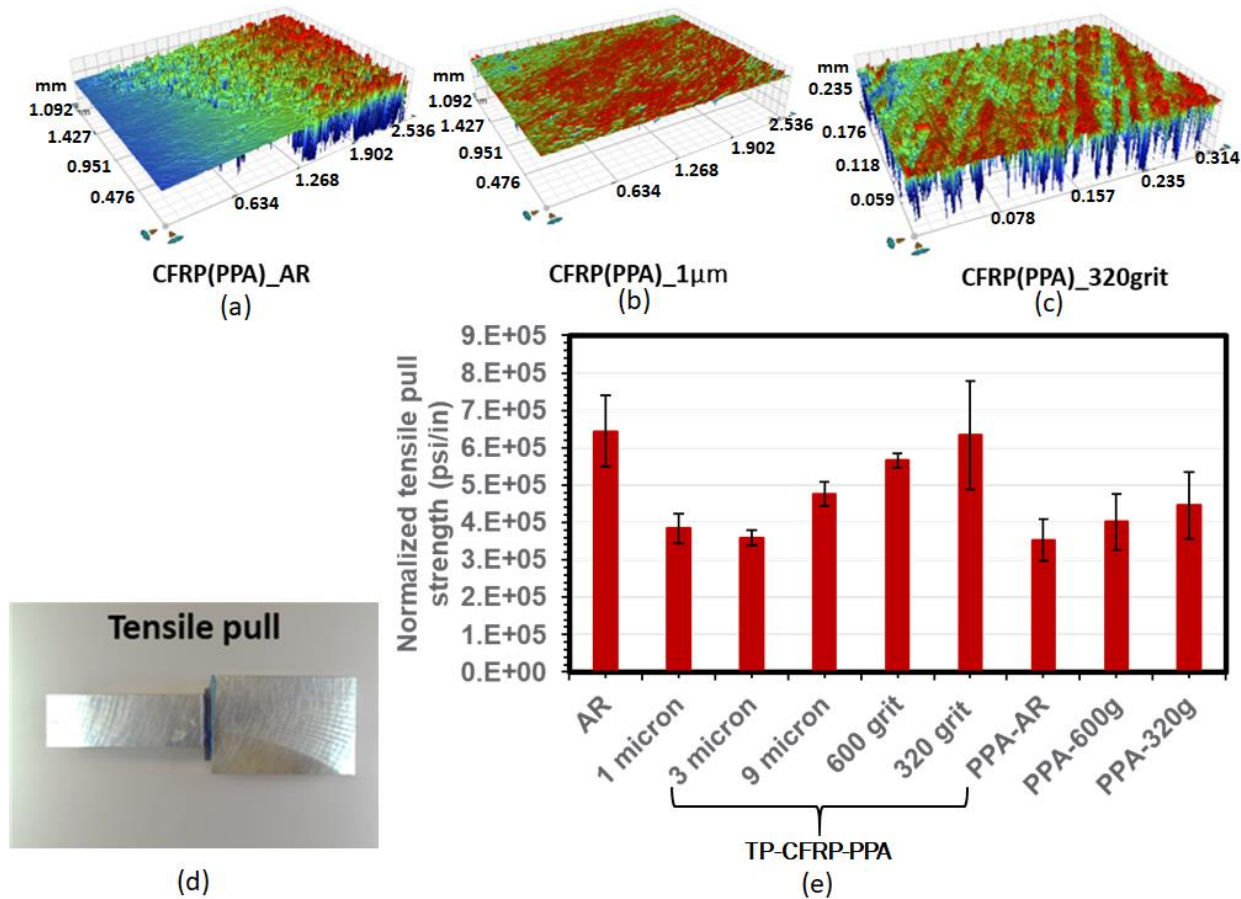 (a)
(b)
(c)
mm
1.092
1.427
0.951
0.476
0.634
1.268
1.902
2.536
mm
1.092
1.427
0.951
0.476
0.634
1.268
1.902
2.536
mm
0.235
0.176
0.118
0.059
0.078
0.157
0.235
0.314
CFRP(PPA)_AR
CFRP(PPA)_1μm
CFRP(PPA)_320grit
Tensile pull
(d)
Normalized tensile pull
strength (psi/in)
9.E+05
8.E+05
7.E+05
6.E+05
5.E+05
4.E+05
3.E+05
2.E+05
1.E+05
0.E+00
AR
1 micron
3 micron
9 micron
600 grit
320 grit
PPA-AR
PPA-600g
PPA-320g
TP-CFRP-PPA
(e)